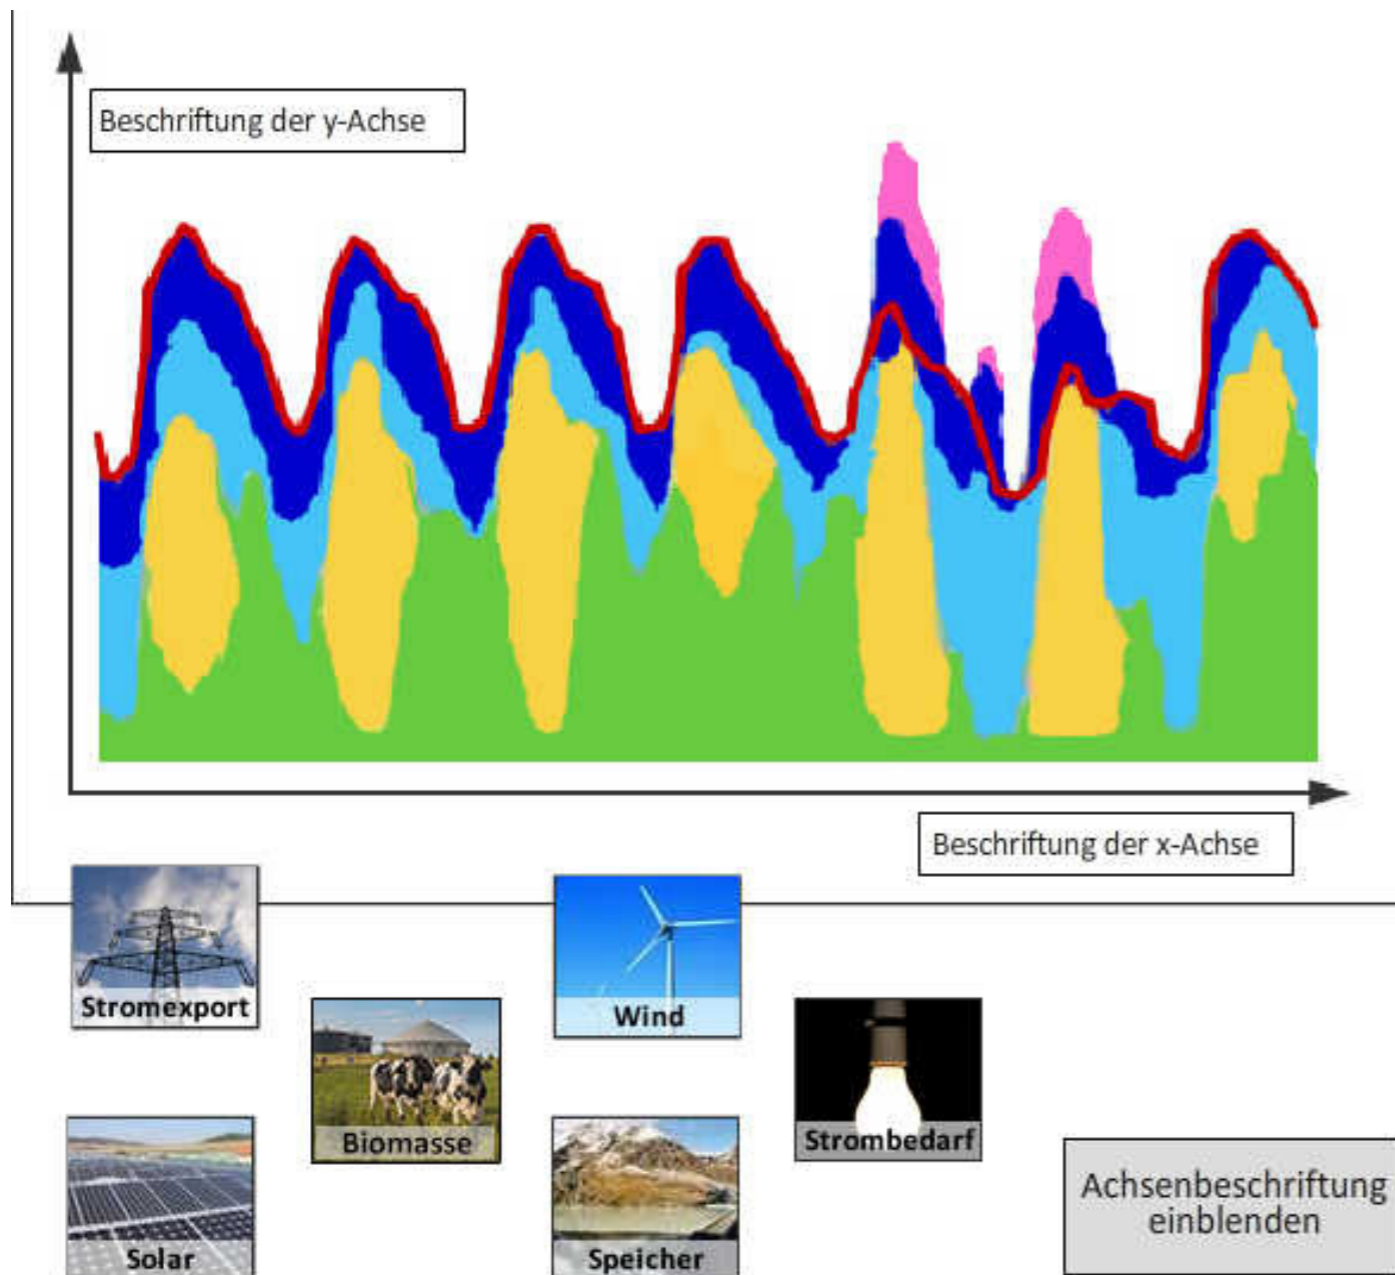 Beschriftung der y-Achse
Beschriftung der x-Achse
Stromexport
Wind
Biomasse
Strombedarf
Solar
Speicher
Achsenbeschriftung
einblenden